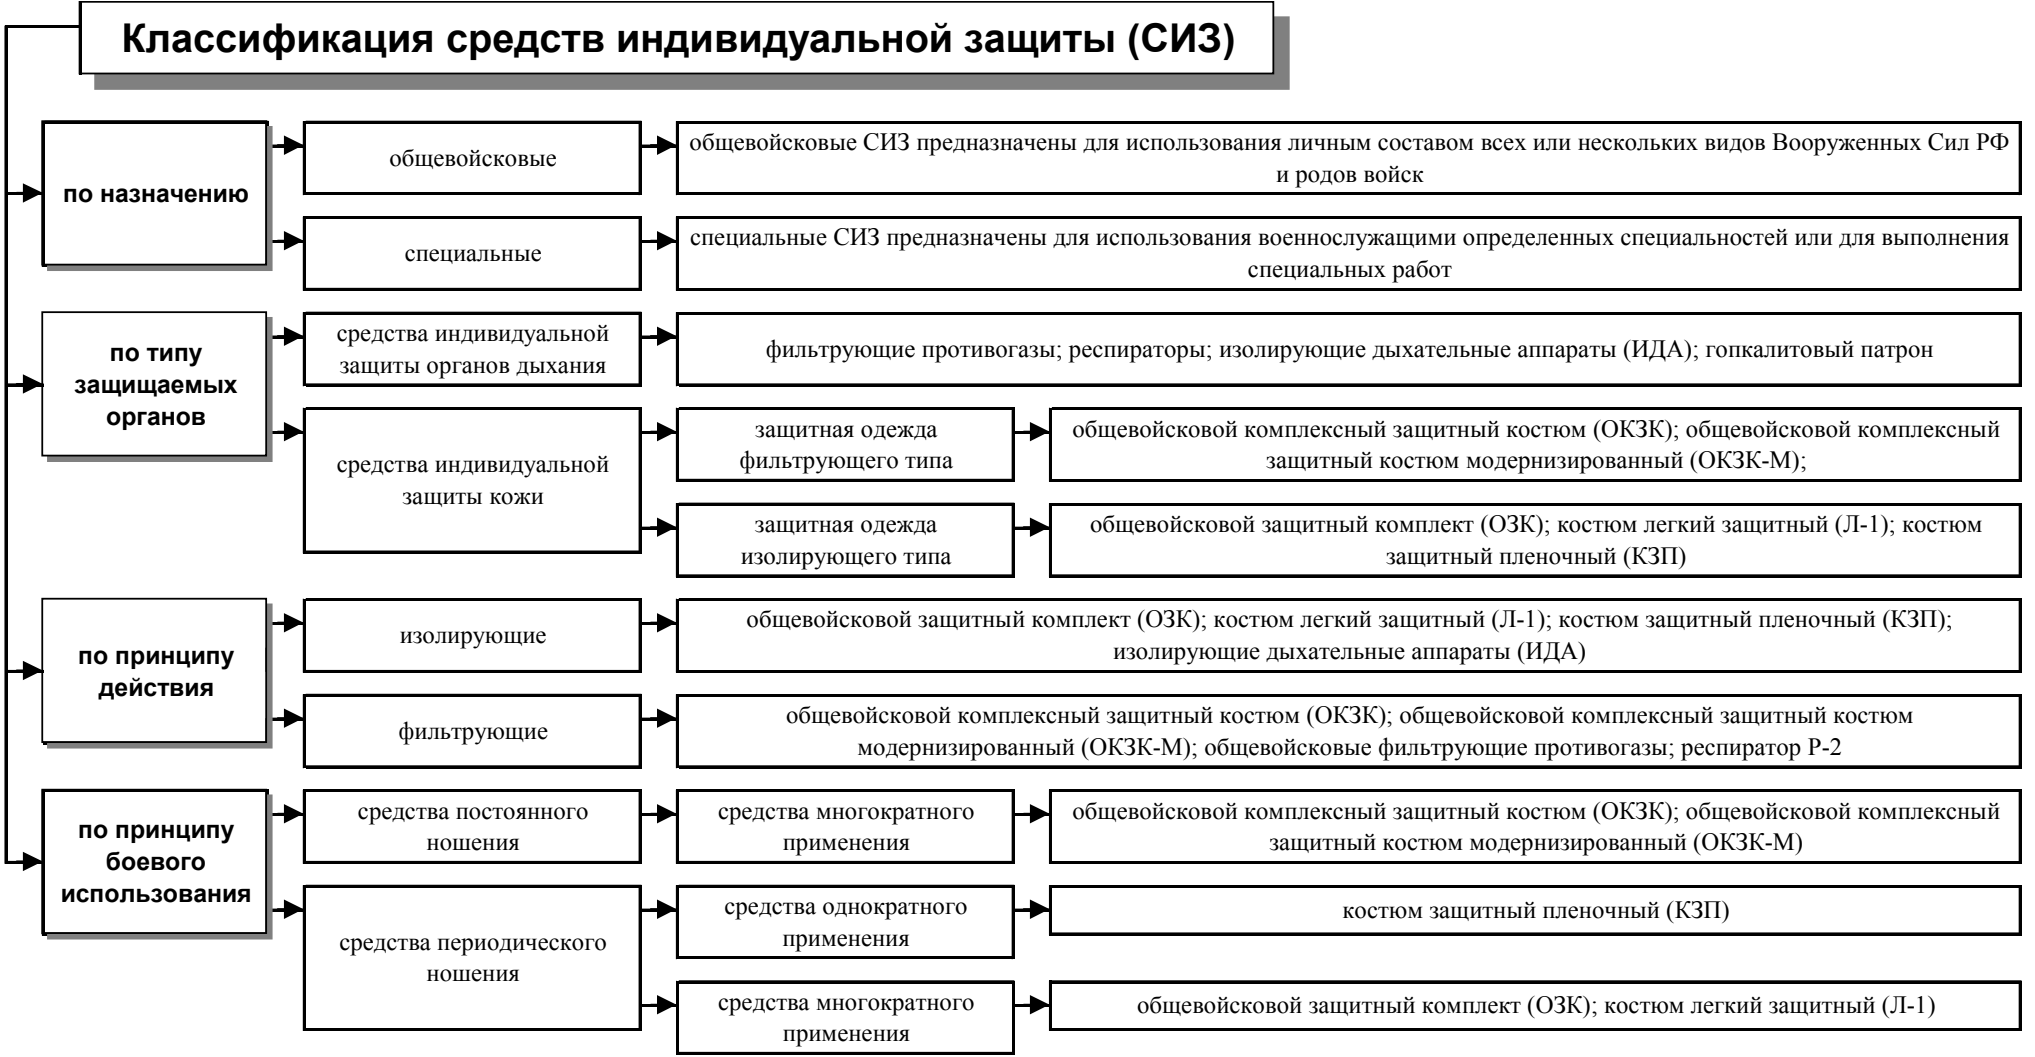 Классификация средств индивидуальной защиты (СИЗ)
по назначению
общевойсковые
общевойсковые СИЗ предназначены для использования личным составом всех или нескольких видов Вооруженных Сил РФ
и родов войск
специальные
специальные СИЗ предназначены для использования военнослужащими определенных специальностей или для выполнения
специальных работ
по типу
защищаемых
органов
средства индивидуальной
защиты органов дыхания
фильтрующие противогазы; респираторы; изолирующие дыхательные аппараты (ИДА); гопкалитовый патрон
средства индивидуальной
защиты кожи
защитная одежда
фильтрующего типа
общевойсковой комплексный защитный костюм (ОКЗК); общевойсковой комплексный
защитный костюм модернизированный (ОКЗК-М);
защитная одежда
изолирующего типа
общевойсковой защитный комплект (ОЗК); костюм легкий защитный (Л-1); костюм
защитный пленочный (КЗП)
по принципу
действия
изолирующие
общевойсковой защитный комплект (ОЗК); костюм легкий защитный (Л-1); костюм защитный пленочный (КЗП);
изолирующие дыхательные аппараты (ИДА)
фильтрующие
общевойсковой комплексный защитный костюм (ОКЗК); общевойсковой комплексный защитный костюм
модернизированный (ОКЗК-М); общевойсковые фильтрующие противогазы; респиратор Р-2
по принципу
боевого
использования
средства постоянного
ношения
средства многократного
применения
общевойсковой комплексный защитный костюм (ОКЗК); общевойсковой комплексный
защитный костюм модернизированный (ОКЗК-М)
средства периодического
ношения
средства однократного
применения
костюм защитный пленочный (КЗП)
средства многократного
применения
общевойсковой защитный комплект (ОЗК); костюм легкий защитный (Л-1)